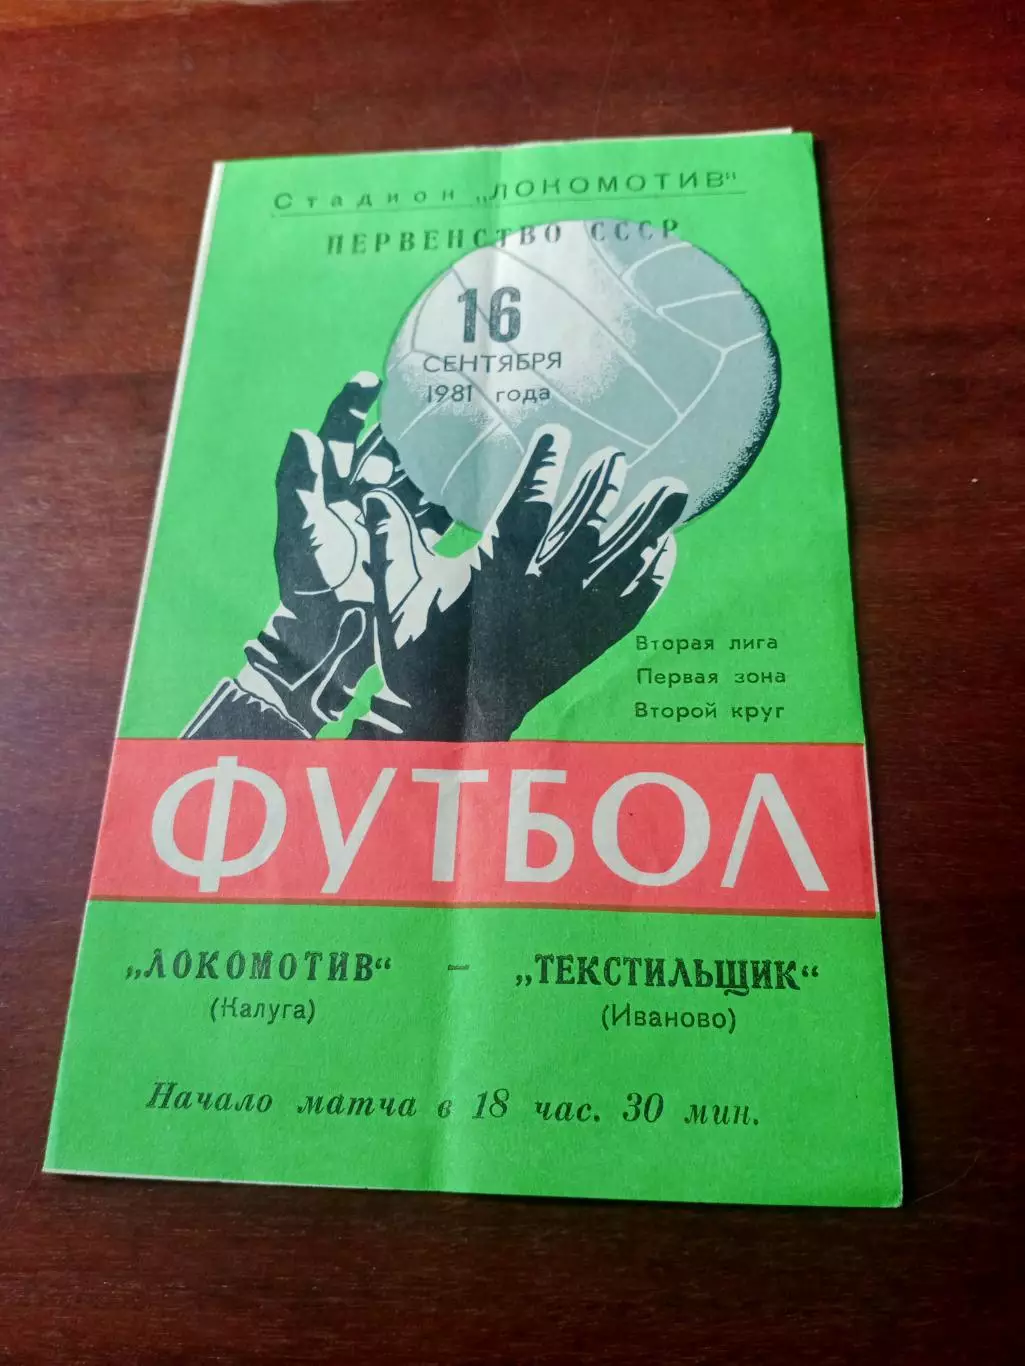 Стадион „ЛОКОМОТИВ“
ПЕРВЕНСТВО СССР
16
СЕНТЯБРЯ
1981 года
Вторая лига
Первая зона
Второй круг
ФУТБОЛ
„ЛОКОМОТИВ“ – „ТЕКСТИЛЬЩИК“
(Калуга) (Иваново)
Начало матча в 18 час. 30 мин.